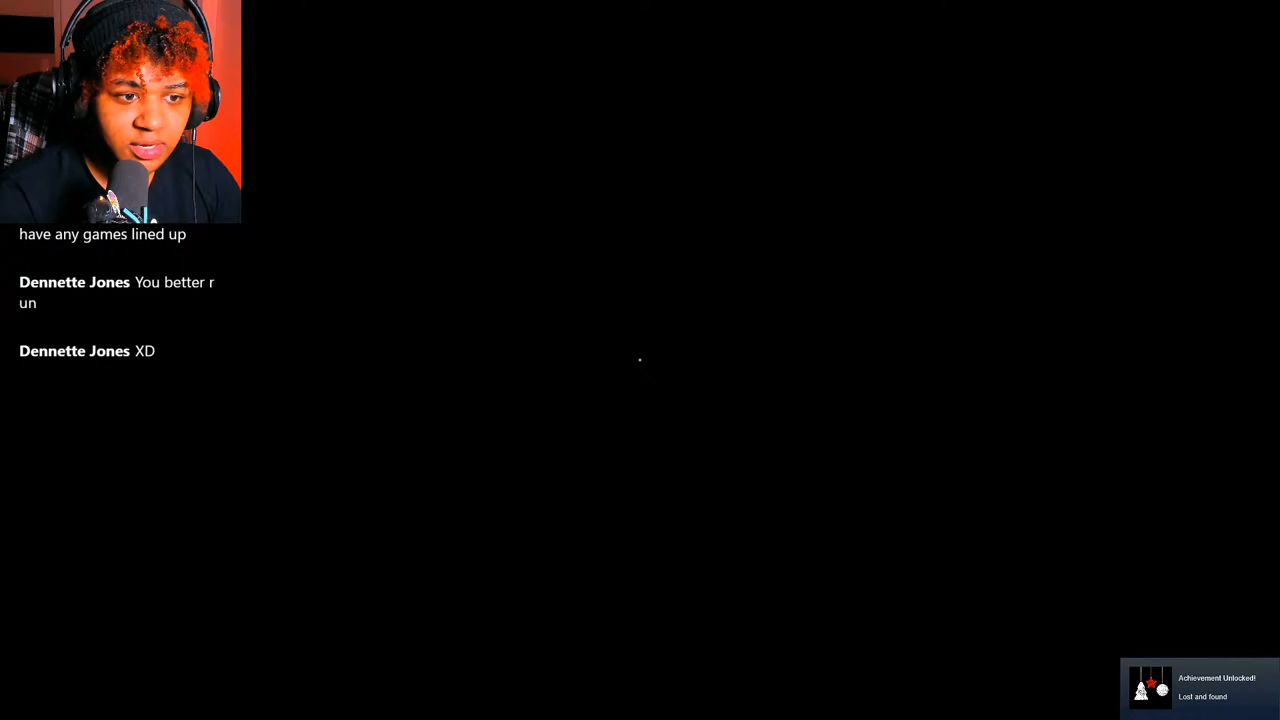 have any games lined up
Dennette Jones You better r
un
Dennette Jones XD
Achievement Unlocked!
Lost and found